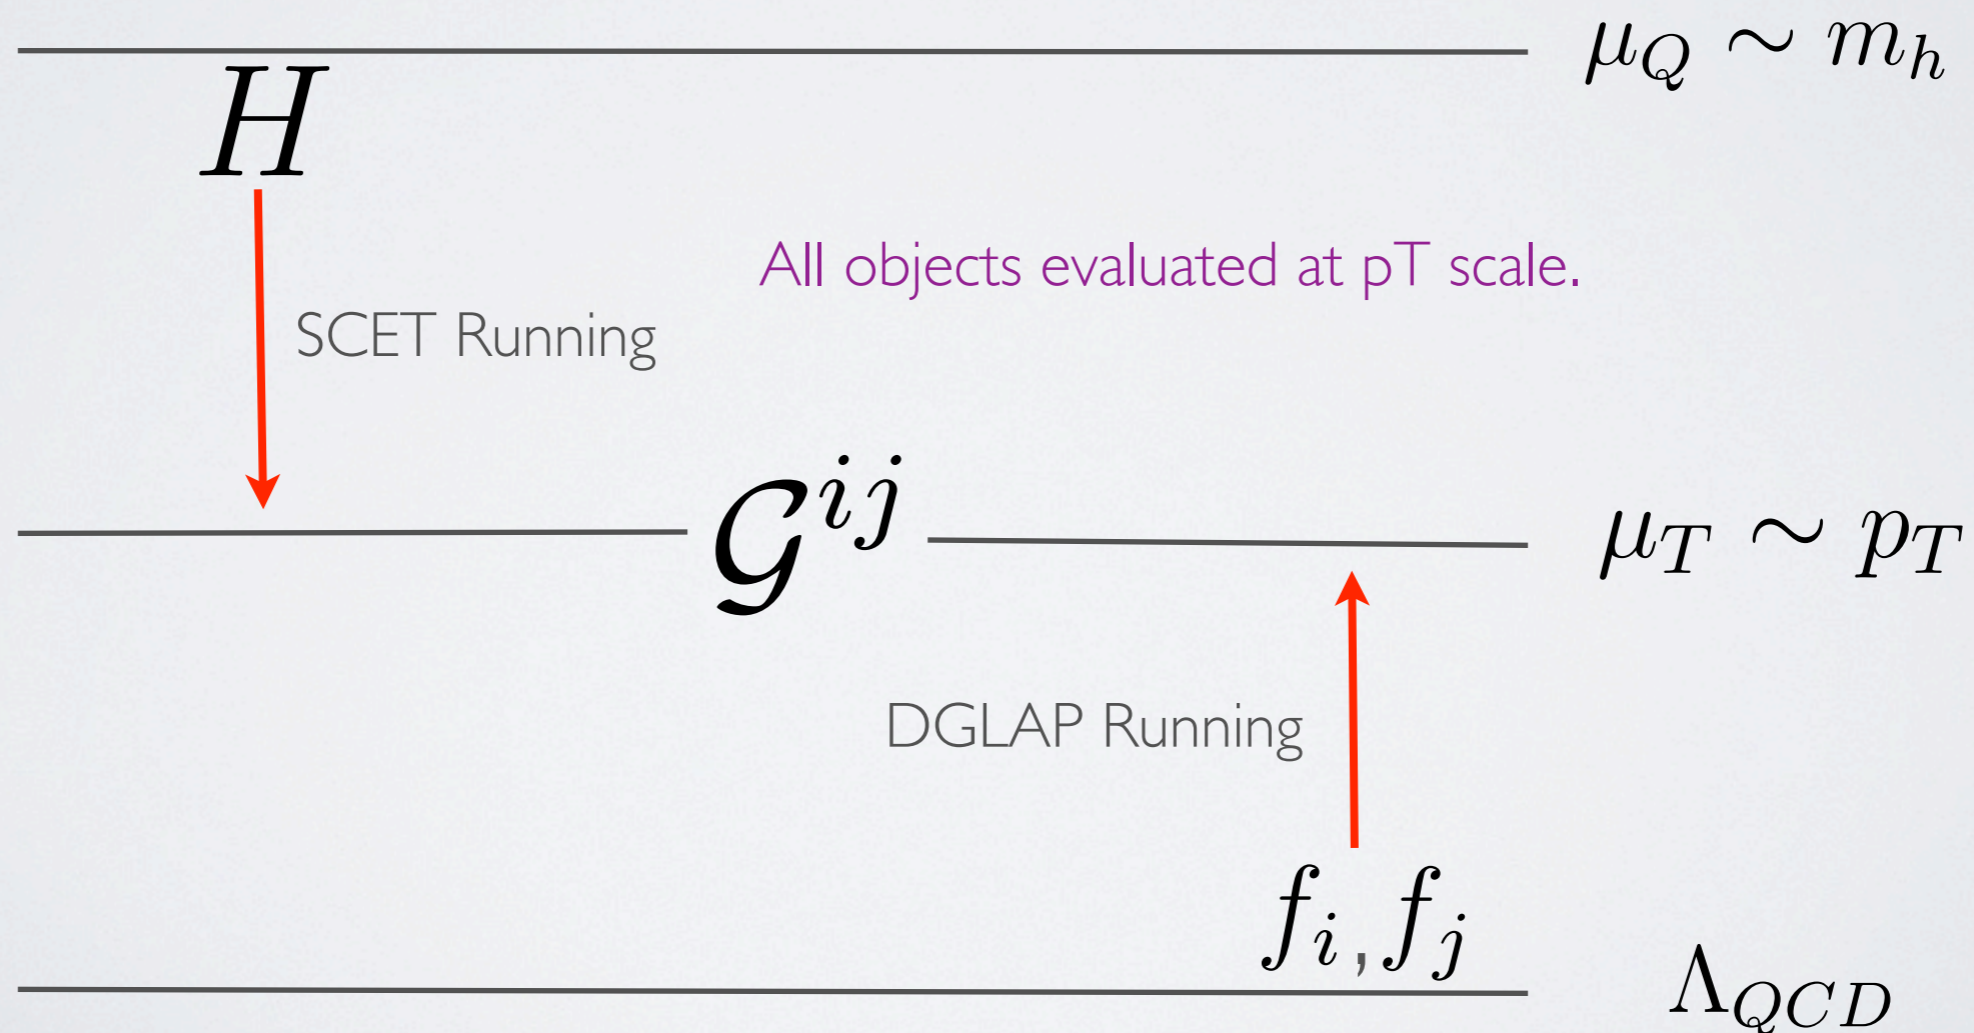 μ_Q ∼ m_h
H
All objects evaluated at pT scale.
SCET Running
𝒢^{ij}
μ_T ∼ p_T
DGLAP Running
f_i, f_j
Λ_{QCD}